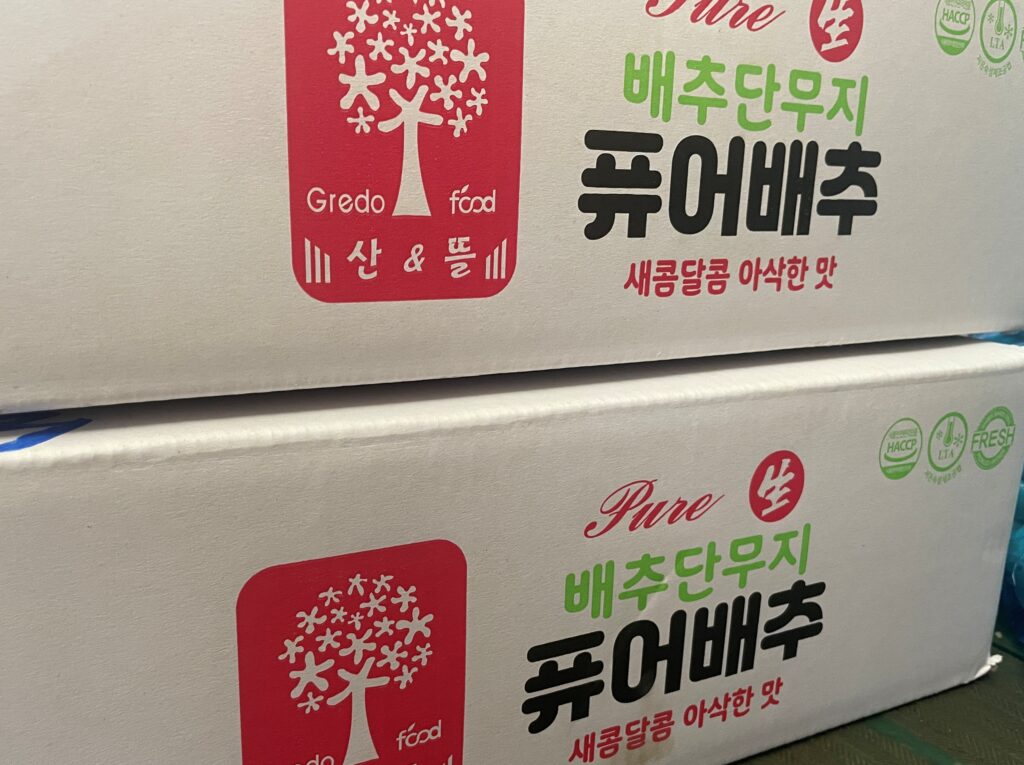 Pure 生
HACCP
LTA
배추단무지
퓨어배추
새콤달콤 아삭한 맛
Gredo food
산 & 뜰
HACCP
LTA
FRESH
Pure 生
배추단무지
퓨어배추
새콤달콤 아삭한 맛
food